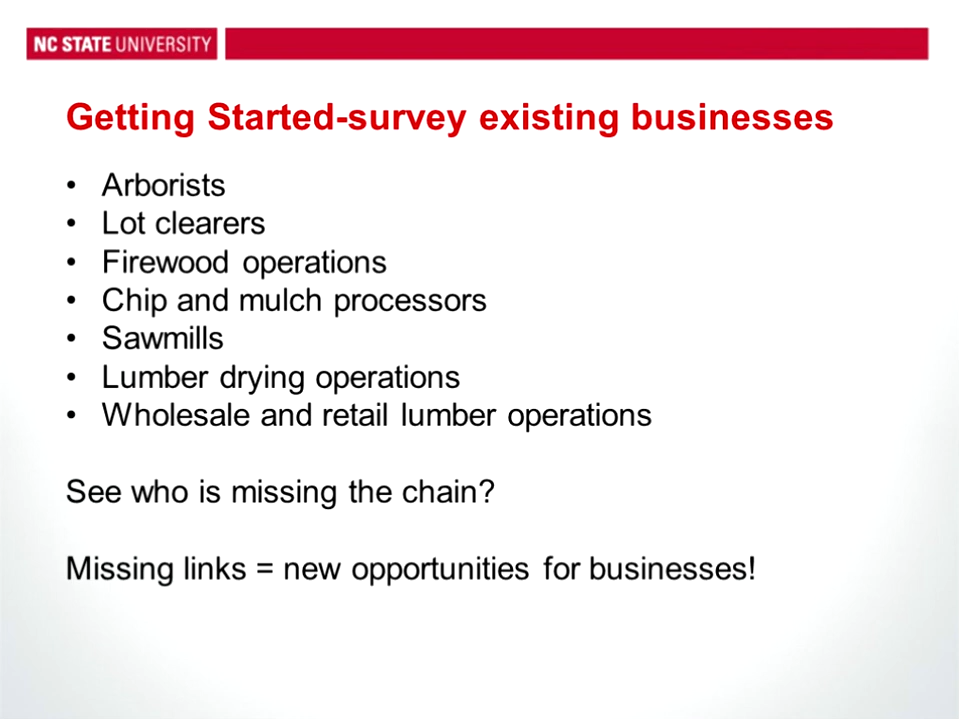 NC STATE UNIVERSITY
Getting Started-survey existing businesses
• Arborists
• Lot clearers
• Firewood operations
• Chip and mulch processors
• Sawmills
• Lumber drying operations
• Wholesale and retail lumber operations
See who is missing the chain?
Missing links = new opportunities for businesses!